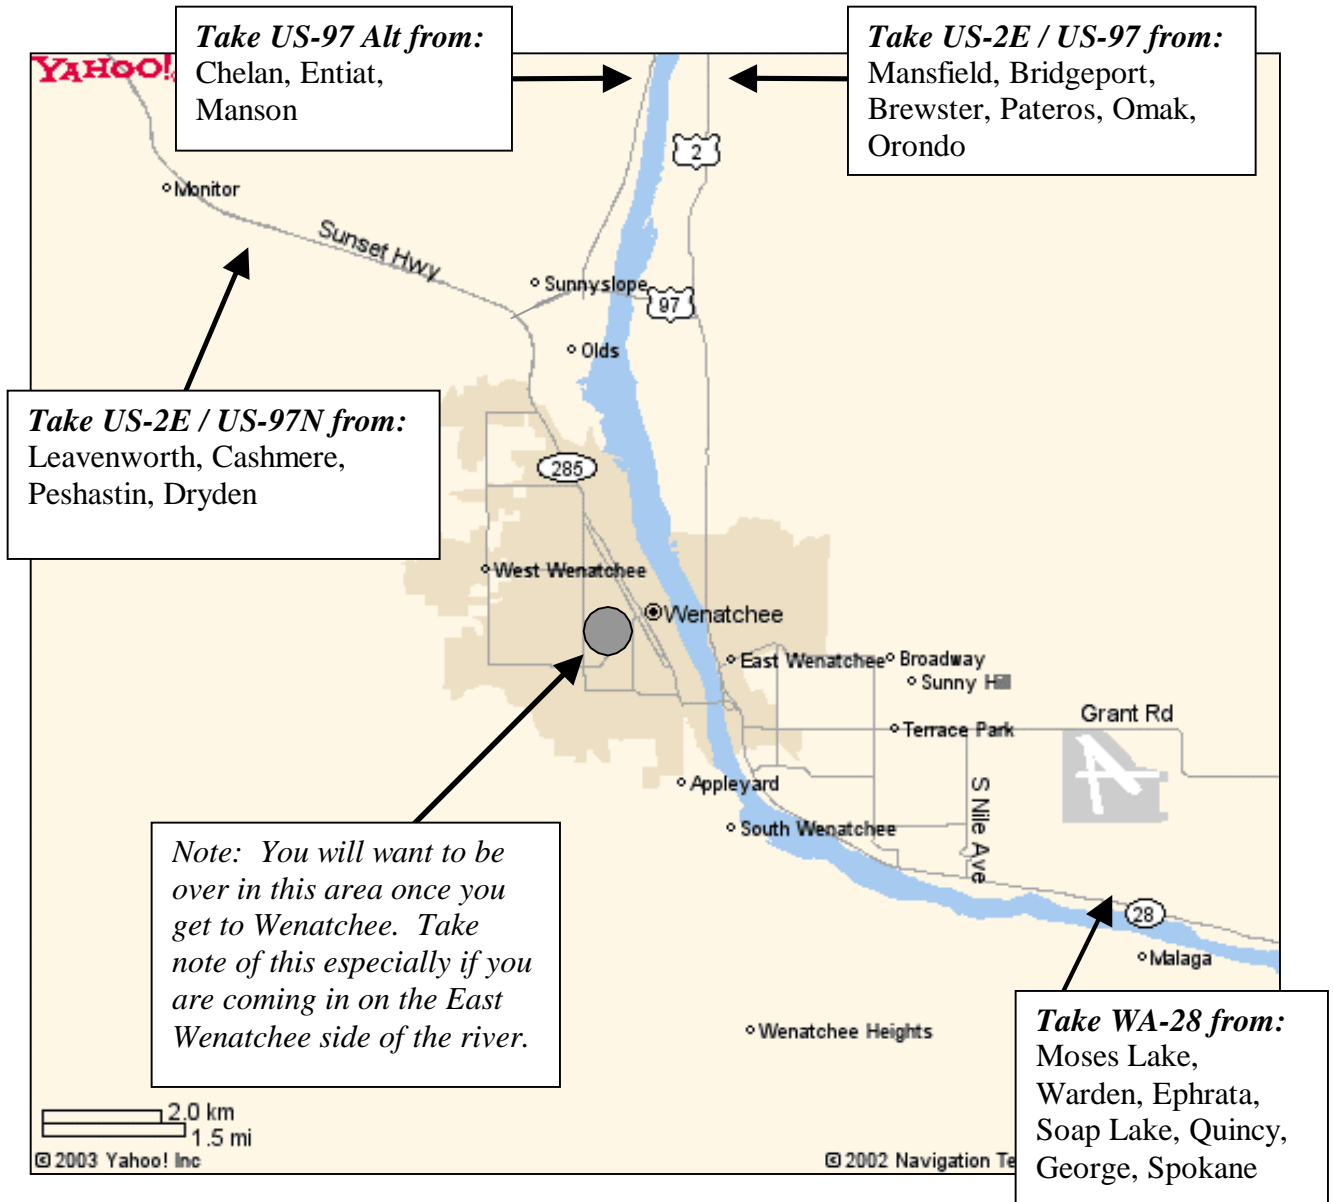 Take US-97 Alt from:
Chelan, Entiat,
Manson
Take US-2E / US-97 from:
Mansfield, Bridgeport,
Brewster, Pateros, Omak,
Orondo
YAHOO!
2
Monitor
Sunset Hwy
Sunnyslope
97
Olds
Take US-2E / US-97N from:
Leavenworth, Cashmere,
Peshastin, Dryden
285
West Wenatchee
Wenatchee
East Wenatchee
Broadway
Sunny Hill
Grant Rd
Terrace Park
Appleyard
S Nile Ave
South Wenatchee
Note: You will want to be
over in this area once you
get to Wenatchee. Take
note of this especially if you
are coming in on the East
Wenatchee side of the river.
28
Malaga
Wenatchee Heights
Take WA-28 from:
Moses Lake,
Warden, Ephrata,
Soap Lake, Quincy,
George, Spokane
2.0 km
1.5 mi
© 2003 Yahoo! Inc
© 2002 Navigation Te